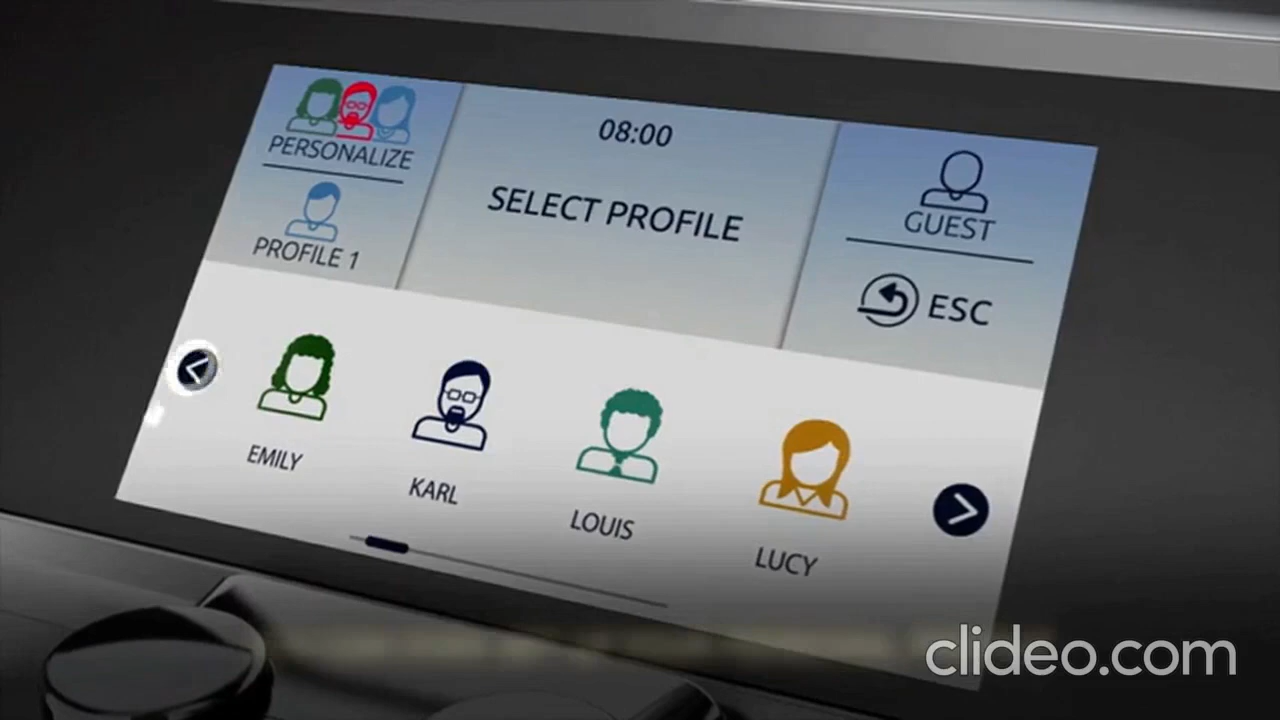 PERSONALIZE
PROFILE 1
08:00
SELECT PROFILE
GUEST
ESC
EMILY
KARL
LOUIS
LUCY
clideo.com